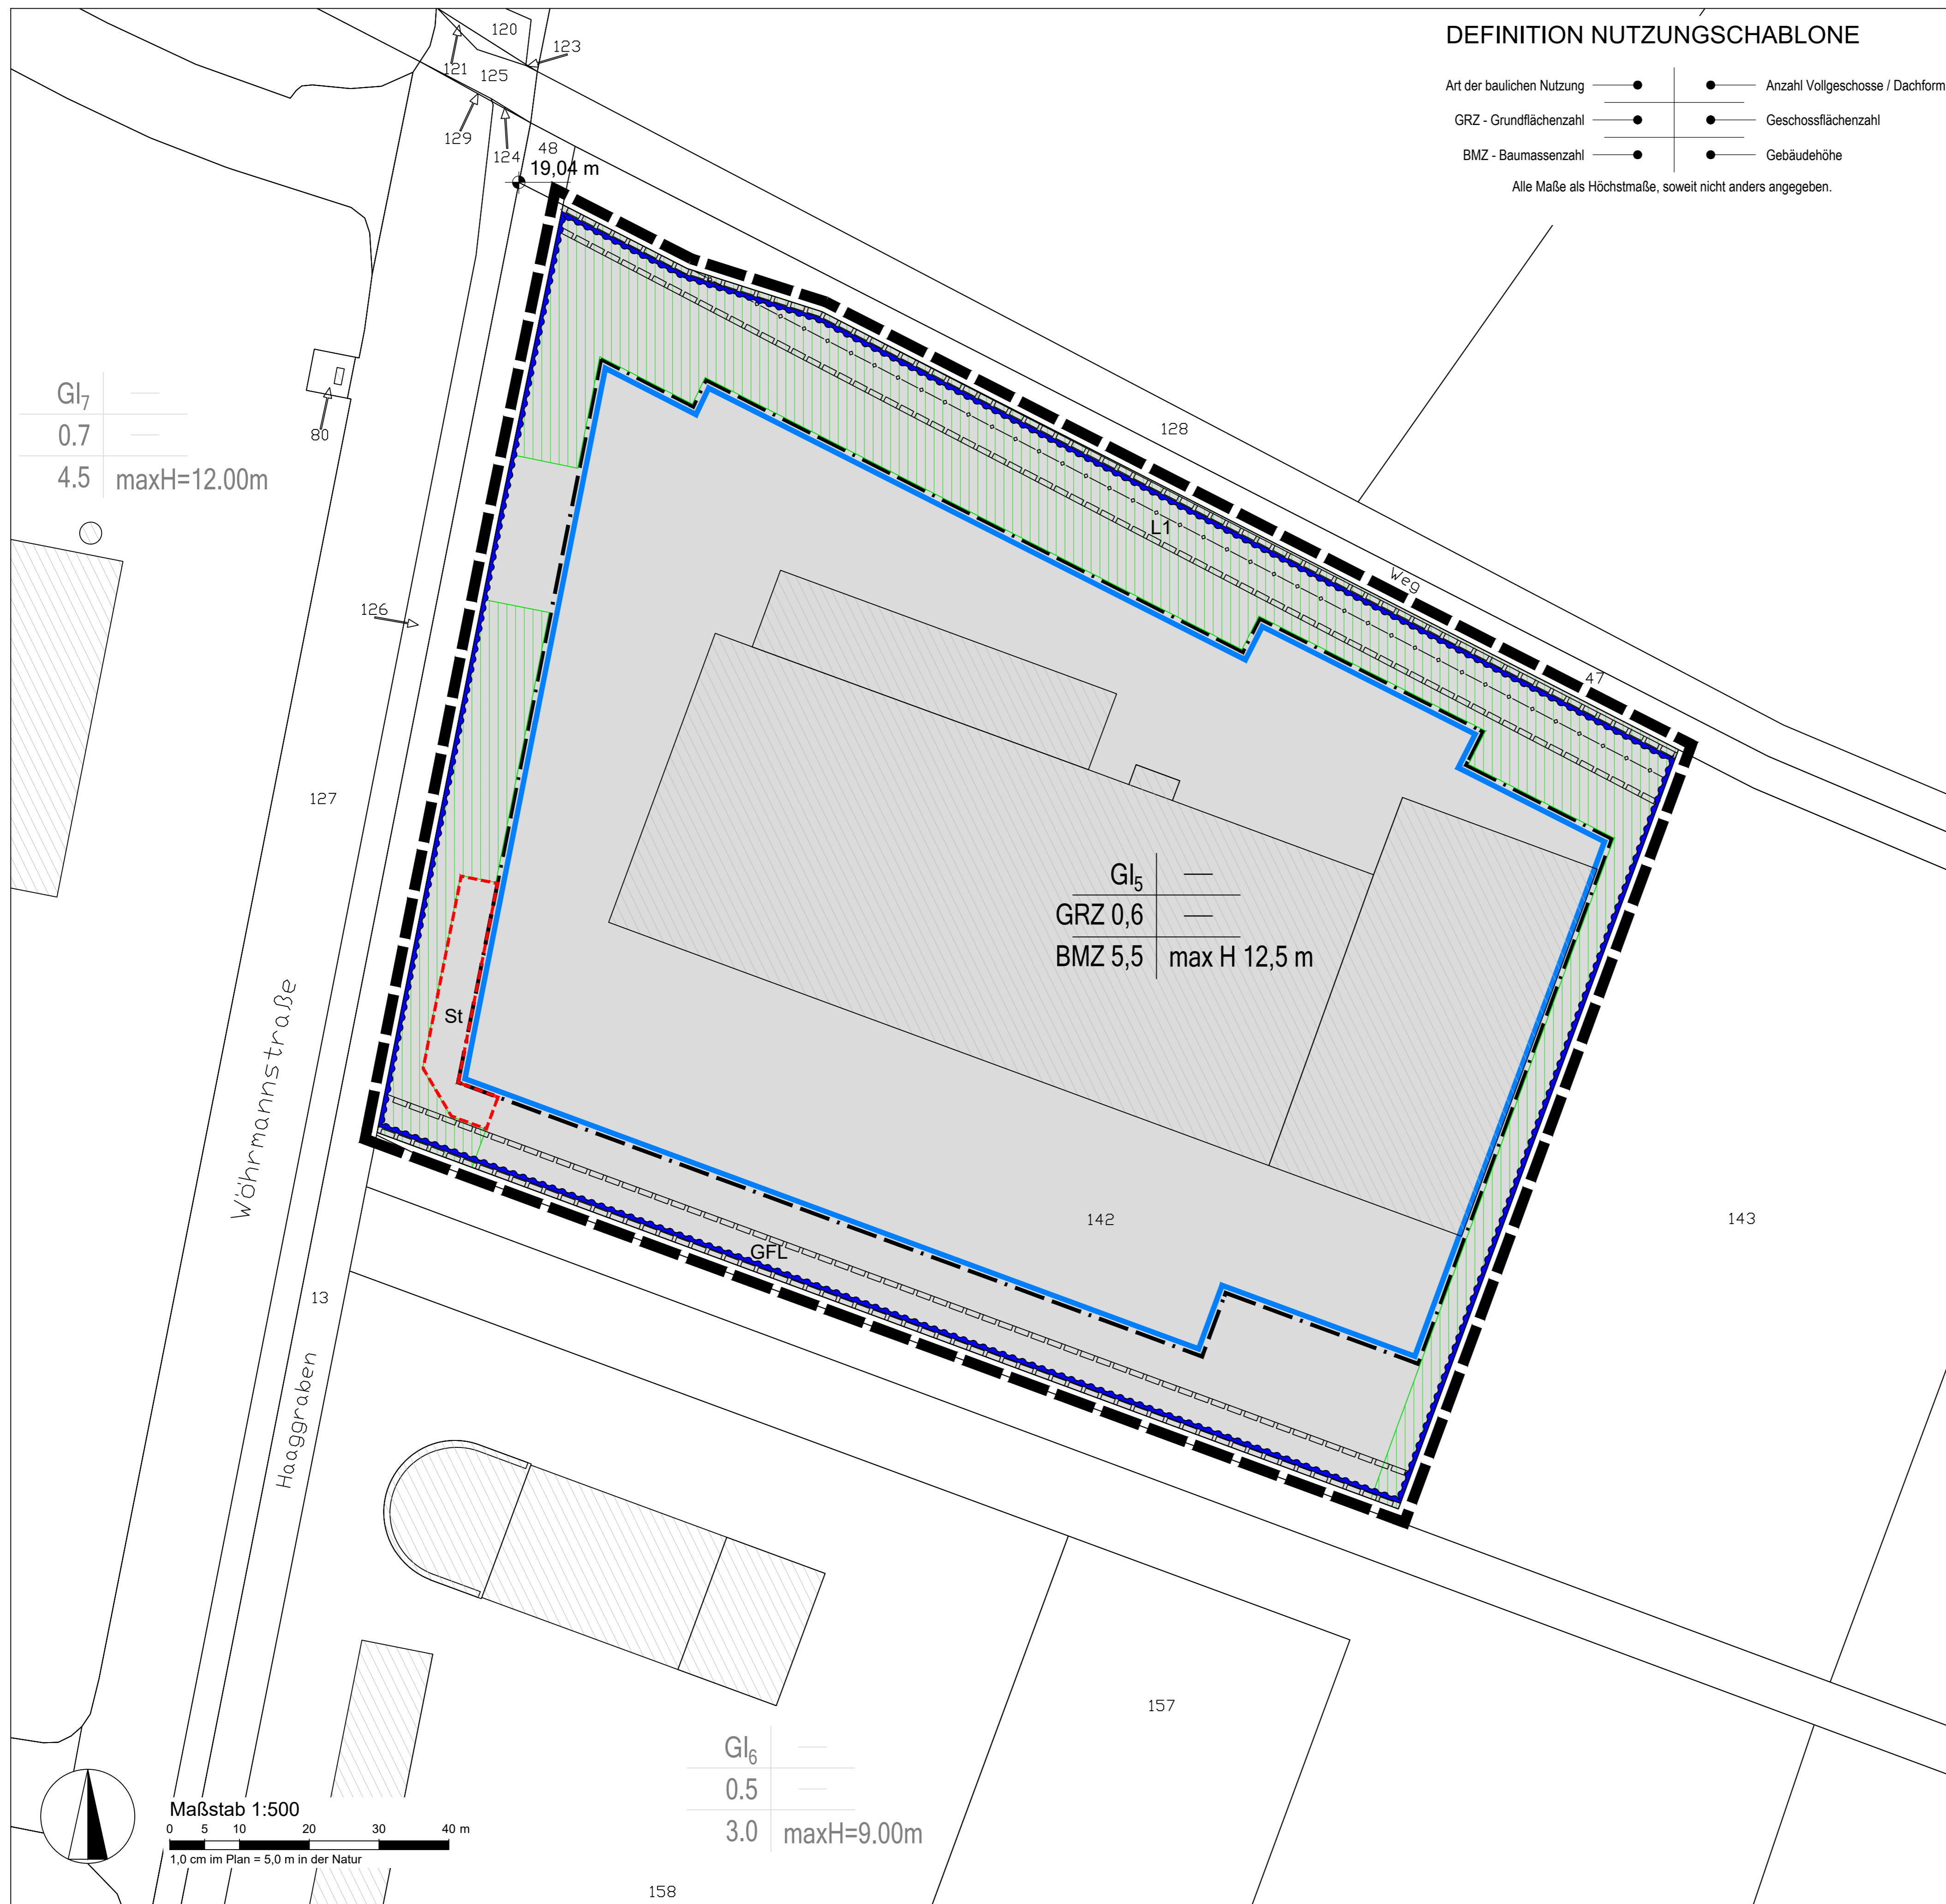 DEFINITION NUTZUNGSCHABLONE
Art der baulichen Nutzung
Anzahl Vollgeschosse / Dachform
GRZ - Grundflächenzahl
Geschossflächenzahl
BMZ - Baumassenzahl
Gebäudehöhe
Alle Maße als Höchstmaße, soweit nicht anders angegeben.
120
123
121
125
129
124
48
19,04 m
GI7
0.7
4.5 maxH=12.00m
80
128
L1
Weg
126
47
127
GI5
GRZ 0,6
BMZ 5,5 max H 12,5 m
St
Wöhrmannstraße
142
143
GFL
13
Haaggraben
157
GI6
0.5
3.0 maxH=9.00m
Maßstab 1:500
0 5 10 20 30 40 m
1,0 cm im Plan = 5,0 m in der Natur
158